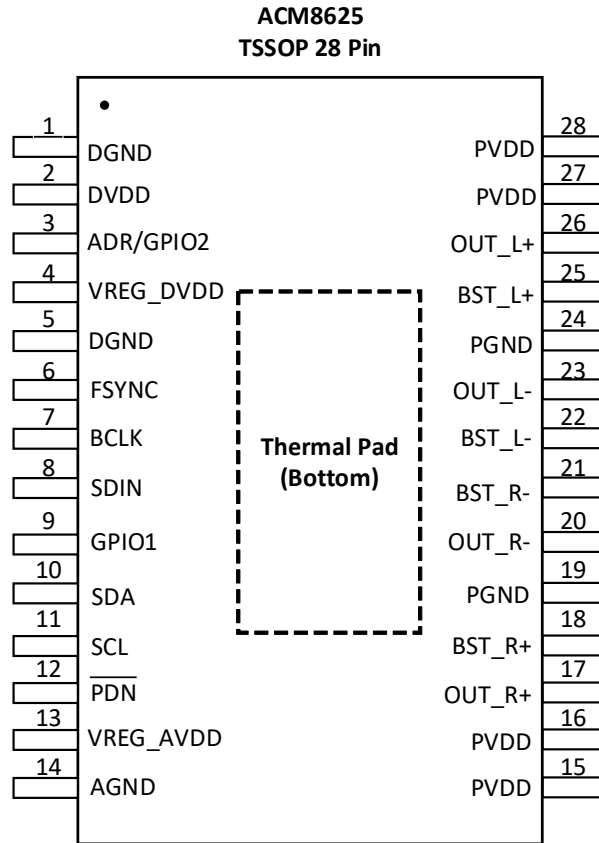 ACM8625
TSSOP 28 Pin
1
DGND
2
DVDD
3
ADR/GPIO2
4
VREG_DVDD
5
DGND
6
FSYNC
7
BCLK
8
SDIN
9
GPIO1
10
SDA
11
SCL
12
PDN
13
VREG_AVDD
14
AGND
Thermal Pad
(Bottom)
28
PVDD
27
PVDD
26
OUT_L+
25
BST_L+
24
PGND
23
OUT_L-
22
BST_L-
21
BST_R-
20
OUT_R-
19
PGND
18
BST_R+
17
OUT_R+
16
PVDD
15
PVDD